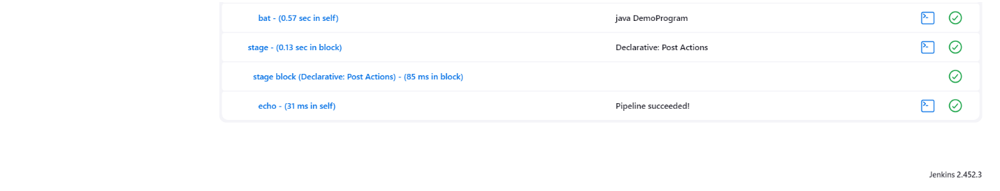 bat - (0.57 sec in self) java DemoProgram
stage - (0.13 sec in block) Declarative: Post Actions
stage block (Declarative: Post Actions) - (85 ms in block)
echo - (31 ms in self) Pipeline succeeded!
Jenkins 2.452.3